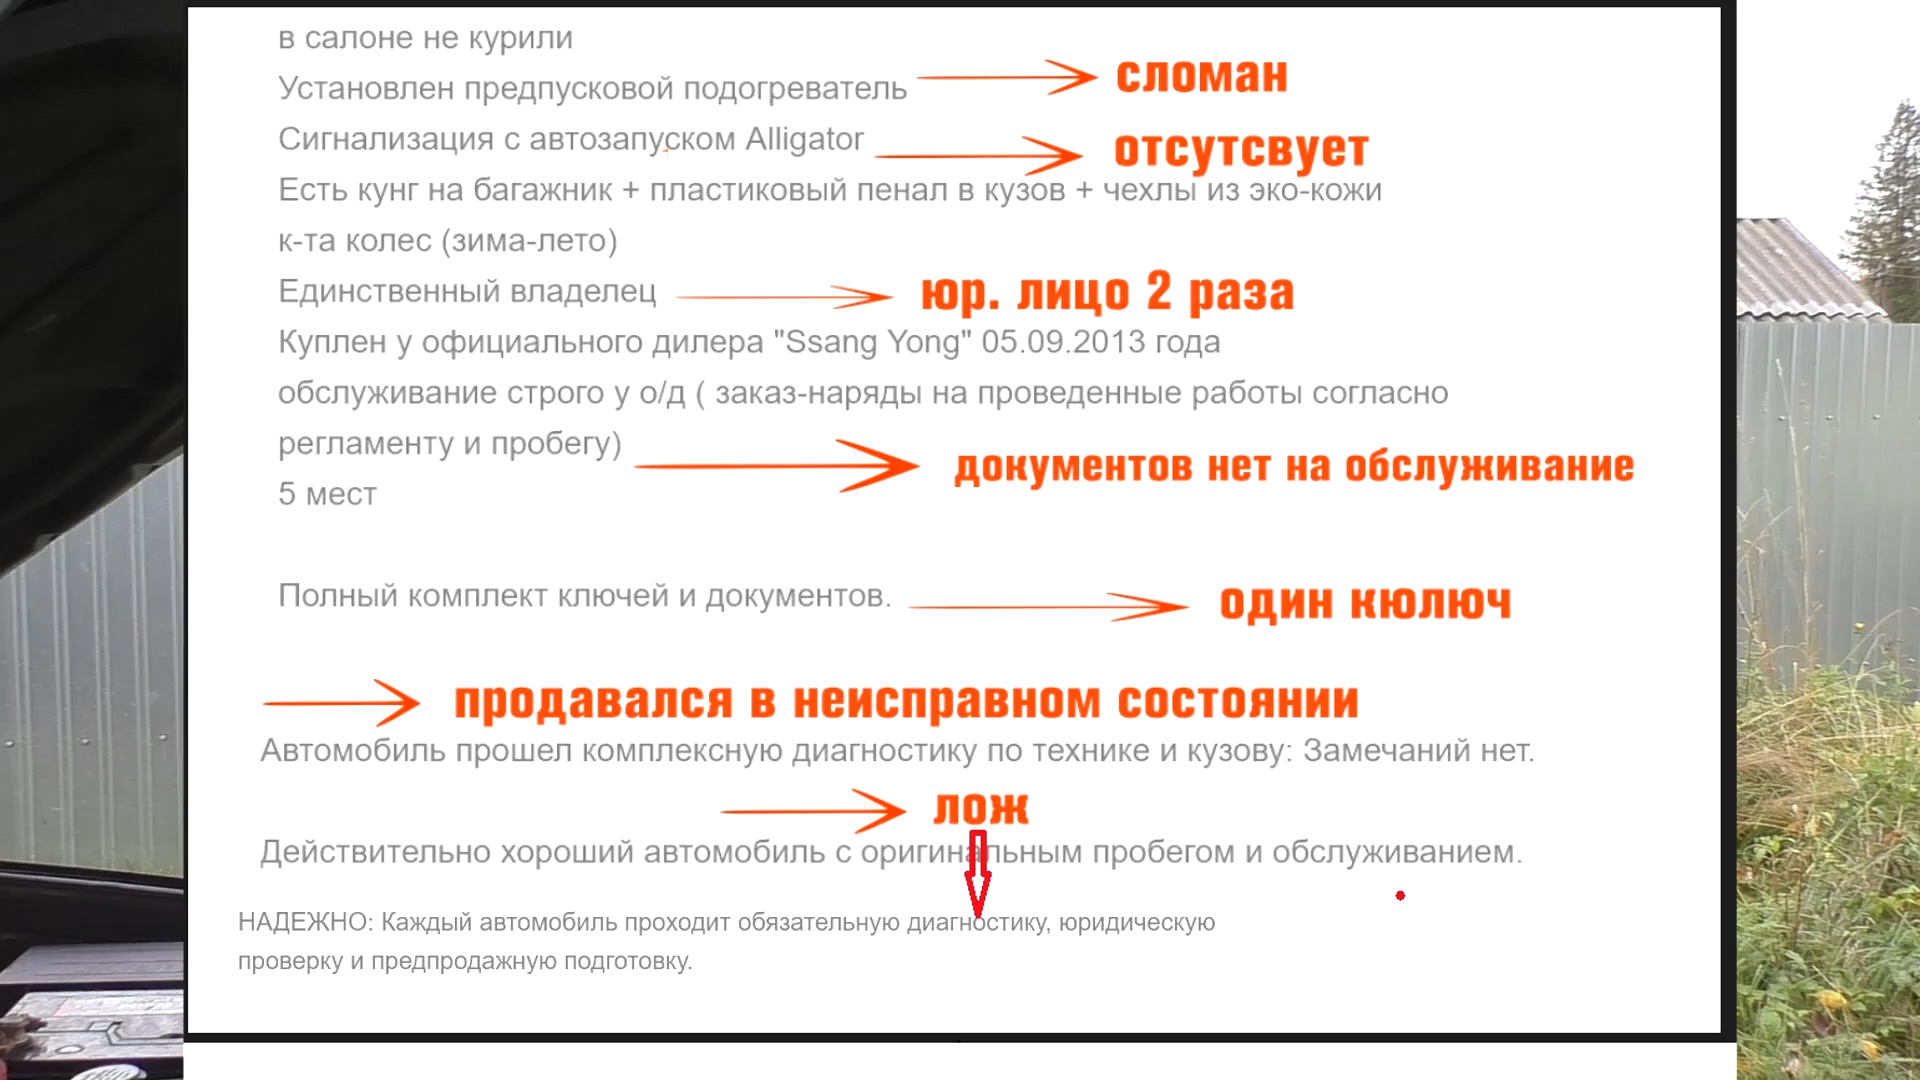 в салоне не курили
Установлен предпусковой подогреватель сломан
Сигнализация с автозапуском Alligator отсутсвует
Есть кунг на багажник + пластиковый пенал в кузов + чехлы из эко-кожи
к-та колес (зима-лето)
Единственный владелец юр. лицо 2 раза
Куплен у официального дилера "Ssang Yong" 05.09.2013 года
обслуживание строго у о/д ( заказ-наряды на проведенные работы согласно
регламенту и пробегу) документов нет на обслуживание
5 мест
Полный комплект ключей и документов. один кюлюч
продавался в неисправном состоянии
Автомобиль прошел комплексную диагностику по технике и кузову: Замечаний нет.
лож
Действительно хороший автомобиль с оригинальным пробегом и обслуживанием.
НАДЕЖНО: Каждый автомобиль проходит обязательную диагностику, юридическую
проверку и предпродажную подготовку.